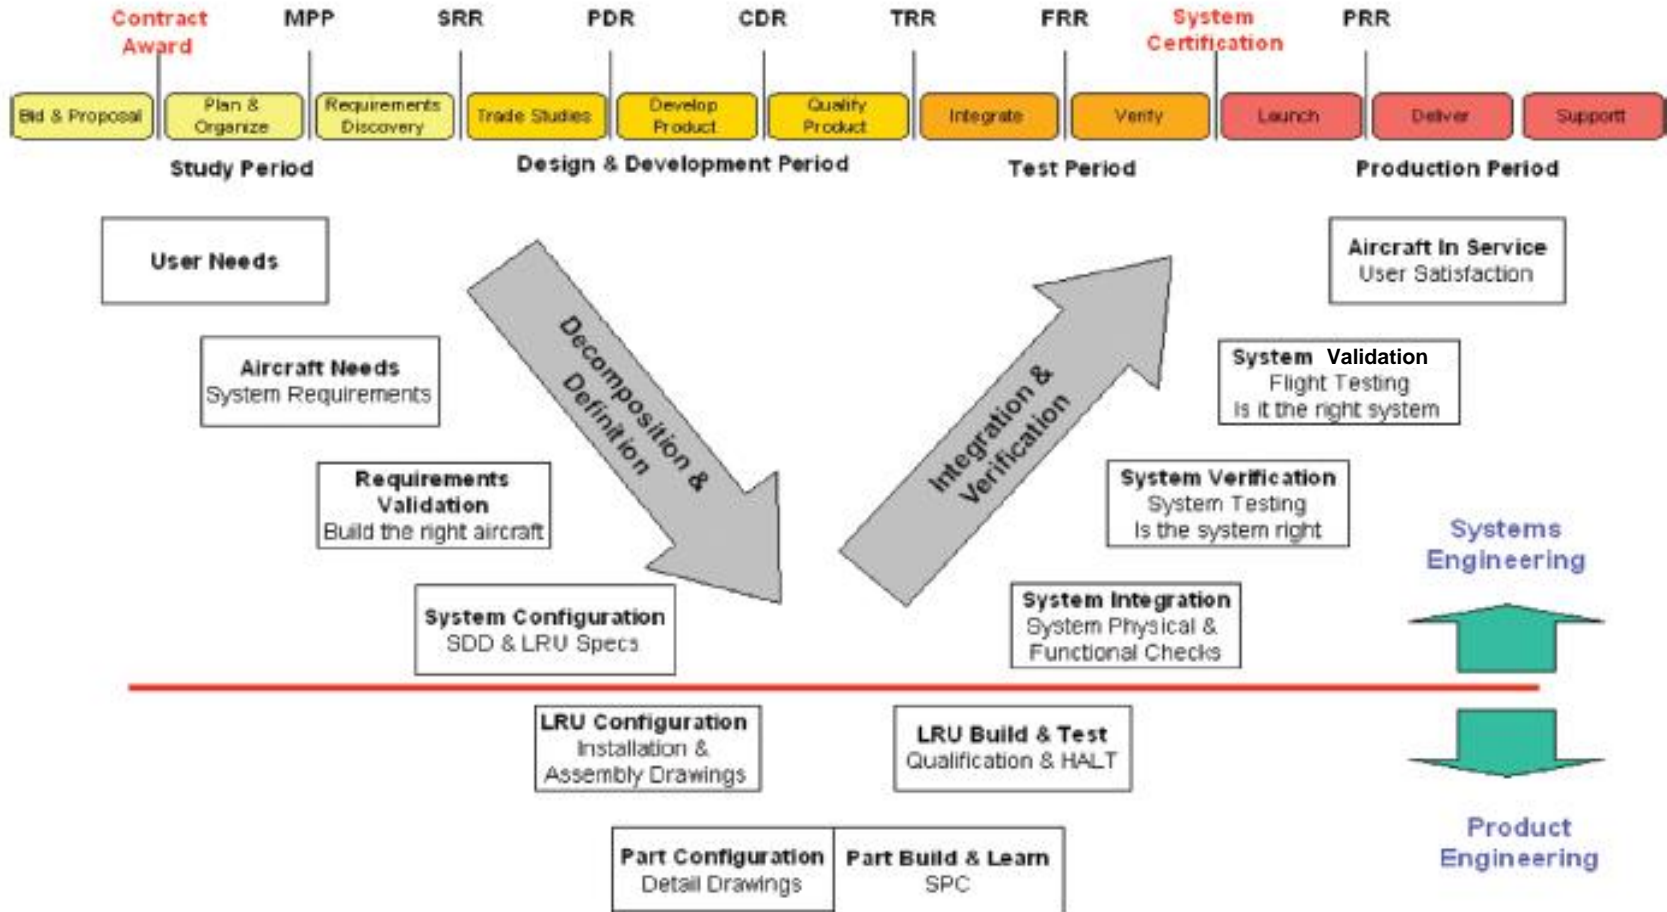 Contract
Award
MPP
SRR
PDR
CDR
TRR
FRR
System
Certification
PRR
Bid & Proposal
Plan &
Organize
Requirements
Discovery
Trade Studies
Develop
Product
Qualify
Product
Integrate
Verify
Launch
Deliver
Supportt
Study Period
Design & Development Period
Test Period
Production Period
User Needs
Aircraft In Service
User Satisfaction
Aircraft Needs
System Requirements
Decomposition &
Definition
Integration &
Verification
System Validation
Flight Testing
Is it the right system
Requirements
Validation
Build the right aircraft
System Verification
System Testing
Is the system right
Systems
Engineering
System Configuration
SDD & LRU Specs
System Integration
System Physical &
Functional Checks
LRU Configuration
Installation &
Assembly Drawings
LRU Build & Test
Qualification & HALT
Product
Engineering
Part Configuration
Detail Drawings
Part Build & Learn
SPC